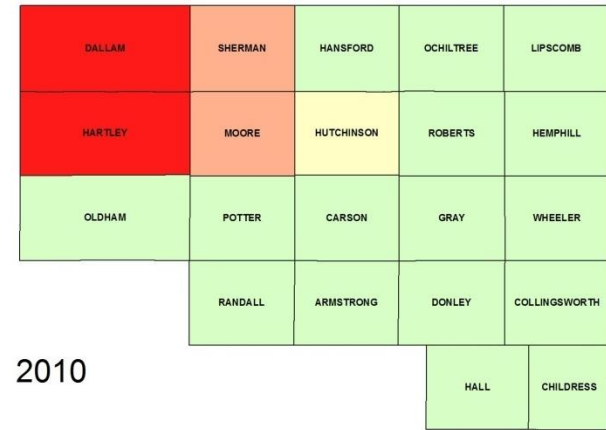 DALLAM SHERMAN HANSFORD OCHILTREE LIPSCOMB
HARTLEY MOORE HUTCHINSON ROBERTS HEMPHILL
OLDHAM POTTER CARSON GRAY WHEELER
RANDALL ARMSTRONG DONLEY COLLINGSWORTH
2010
HALL CHILDRESS